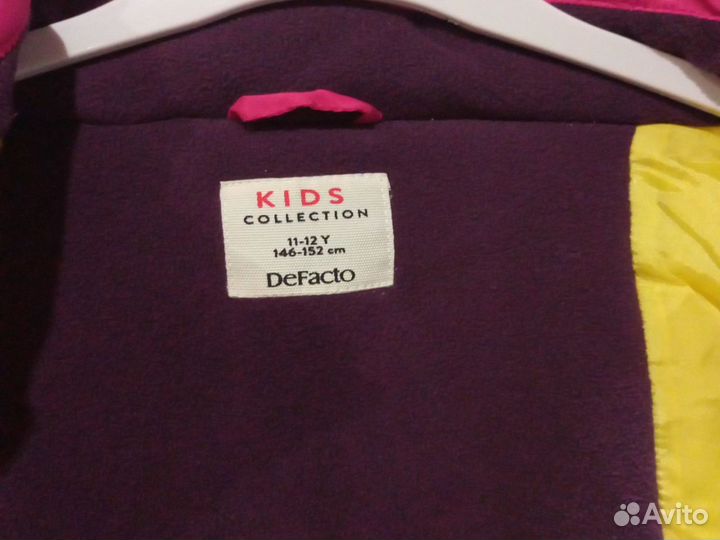 KIDS
COLLECTION
11-12 Y
146-152 cm
DeFacto
Avito